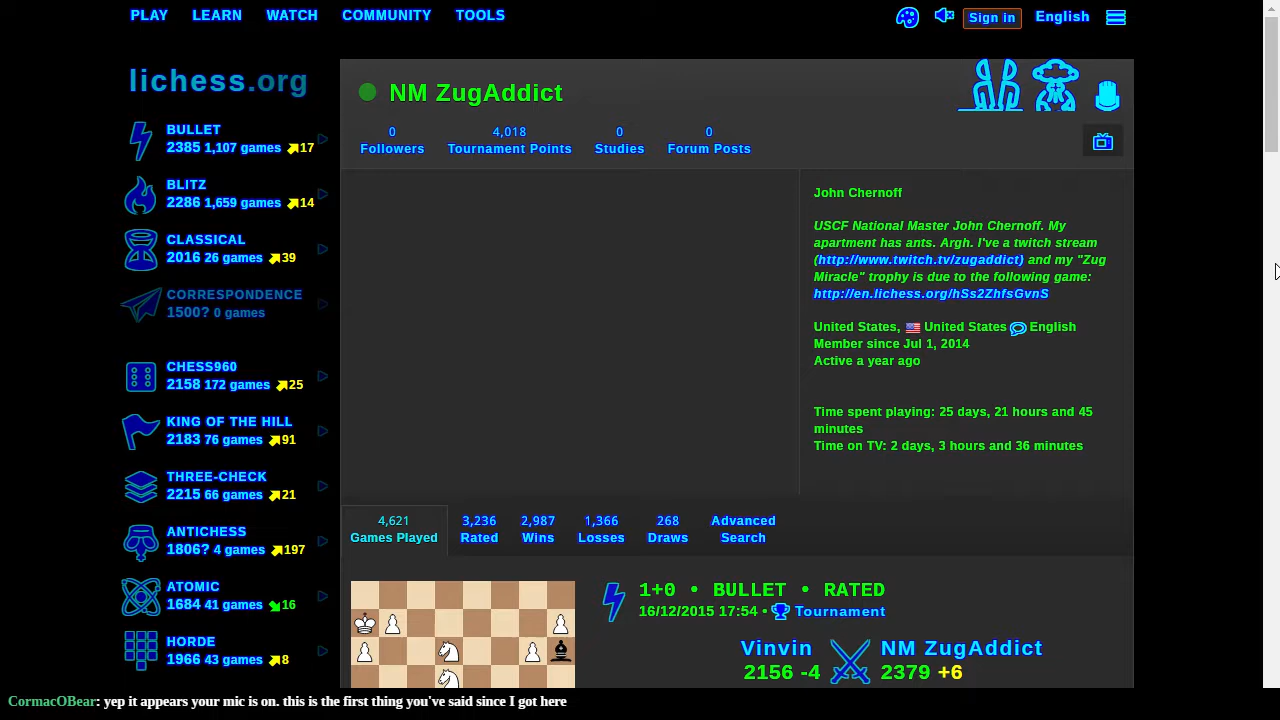 PLAY LEARN WATCH COMMUNITY TOOLS Sign in English
lichess.org
BULLET
2385 1,107 games 17
BLITZ
2286 1,659 games 14
CLASSICAL
2016 26 games 39
CORRESPONDENCE
1500? 0 games
CHESS960
2158 172 games 25
KING OF THE HILL
2183 76 games 91
THREE-CHECK
2215 66 games 21
ANTICHESS
1806? 4 games 197
ATOMIC
1684 41 games 16
HORDE
1966 43 games 8
NM ZugAddict
0 4,018 0 0
Followers Tournament Points Studies Forum Posts
John Chernoff
USCF National Master John Chernoff. My
apartment has ants. Argh. I've a twitch stream
(http://www.twitch.tv/zugaddict) and my "Zug
Miracle" trophy is due to the following game:
http://en.lichess.org/hSs2ZhfsGvnS
United States, United States English
Member since Jul 1, 2014
Active a year ago
Time spent playing: 25 days, 21 hours and 45
minutes
Time on TV: 2 days, 3 hours and 36 minutes
4,621 3,236 2,987 1,366 268 Advanced
Games Played Rated Wins Losses Draws Search
1+0 • BULLET • RATED
16/12/2015 17:54 • Tournament
Vinvin NM ZugAddict
2156 -4 2379 +6
CormacOBear: yep it appears your mic is on. this is the first thing you've said since I got here